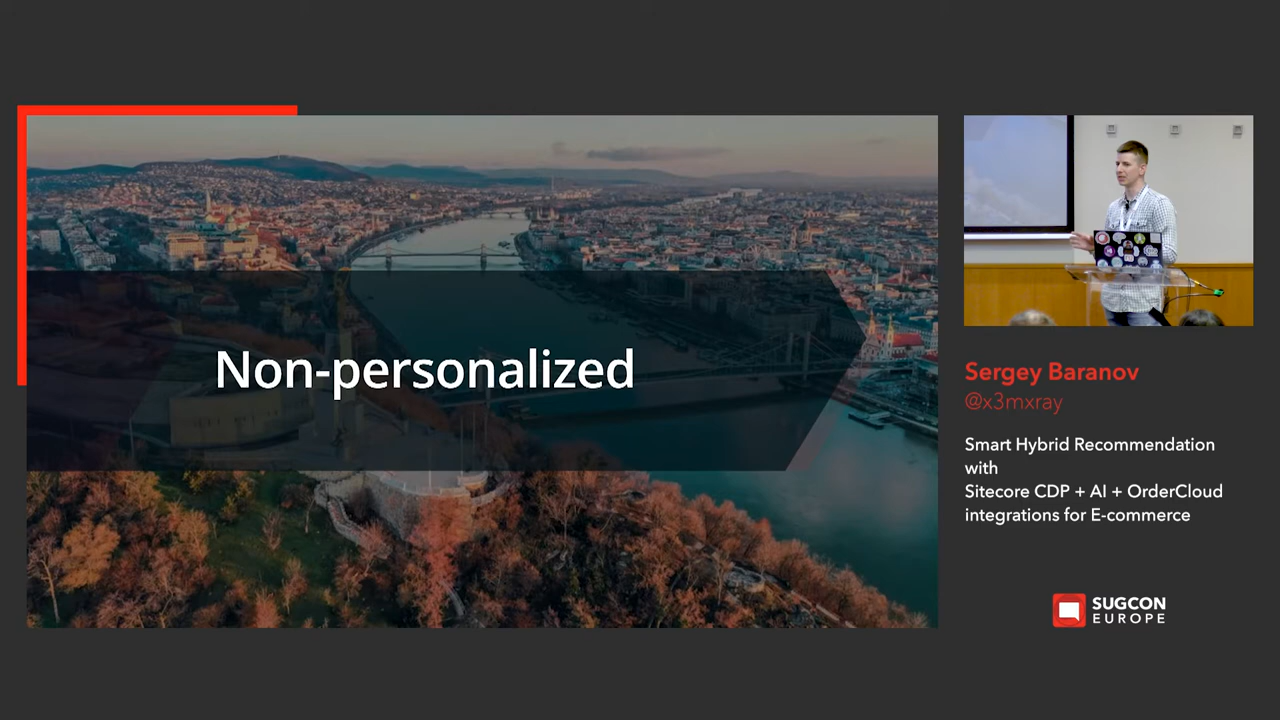 Non-personalized
Sergey Baranov
@x3mxray
Smart Hybrid Recommendation
with
Sitecore CDP + AI + OrderCloud
integrations for E-commerce
SUGCON
EUROPE